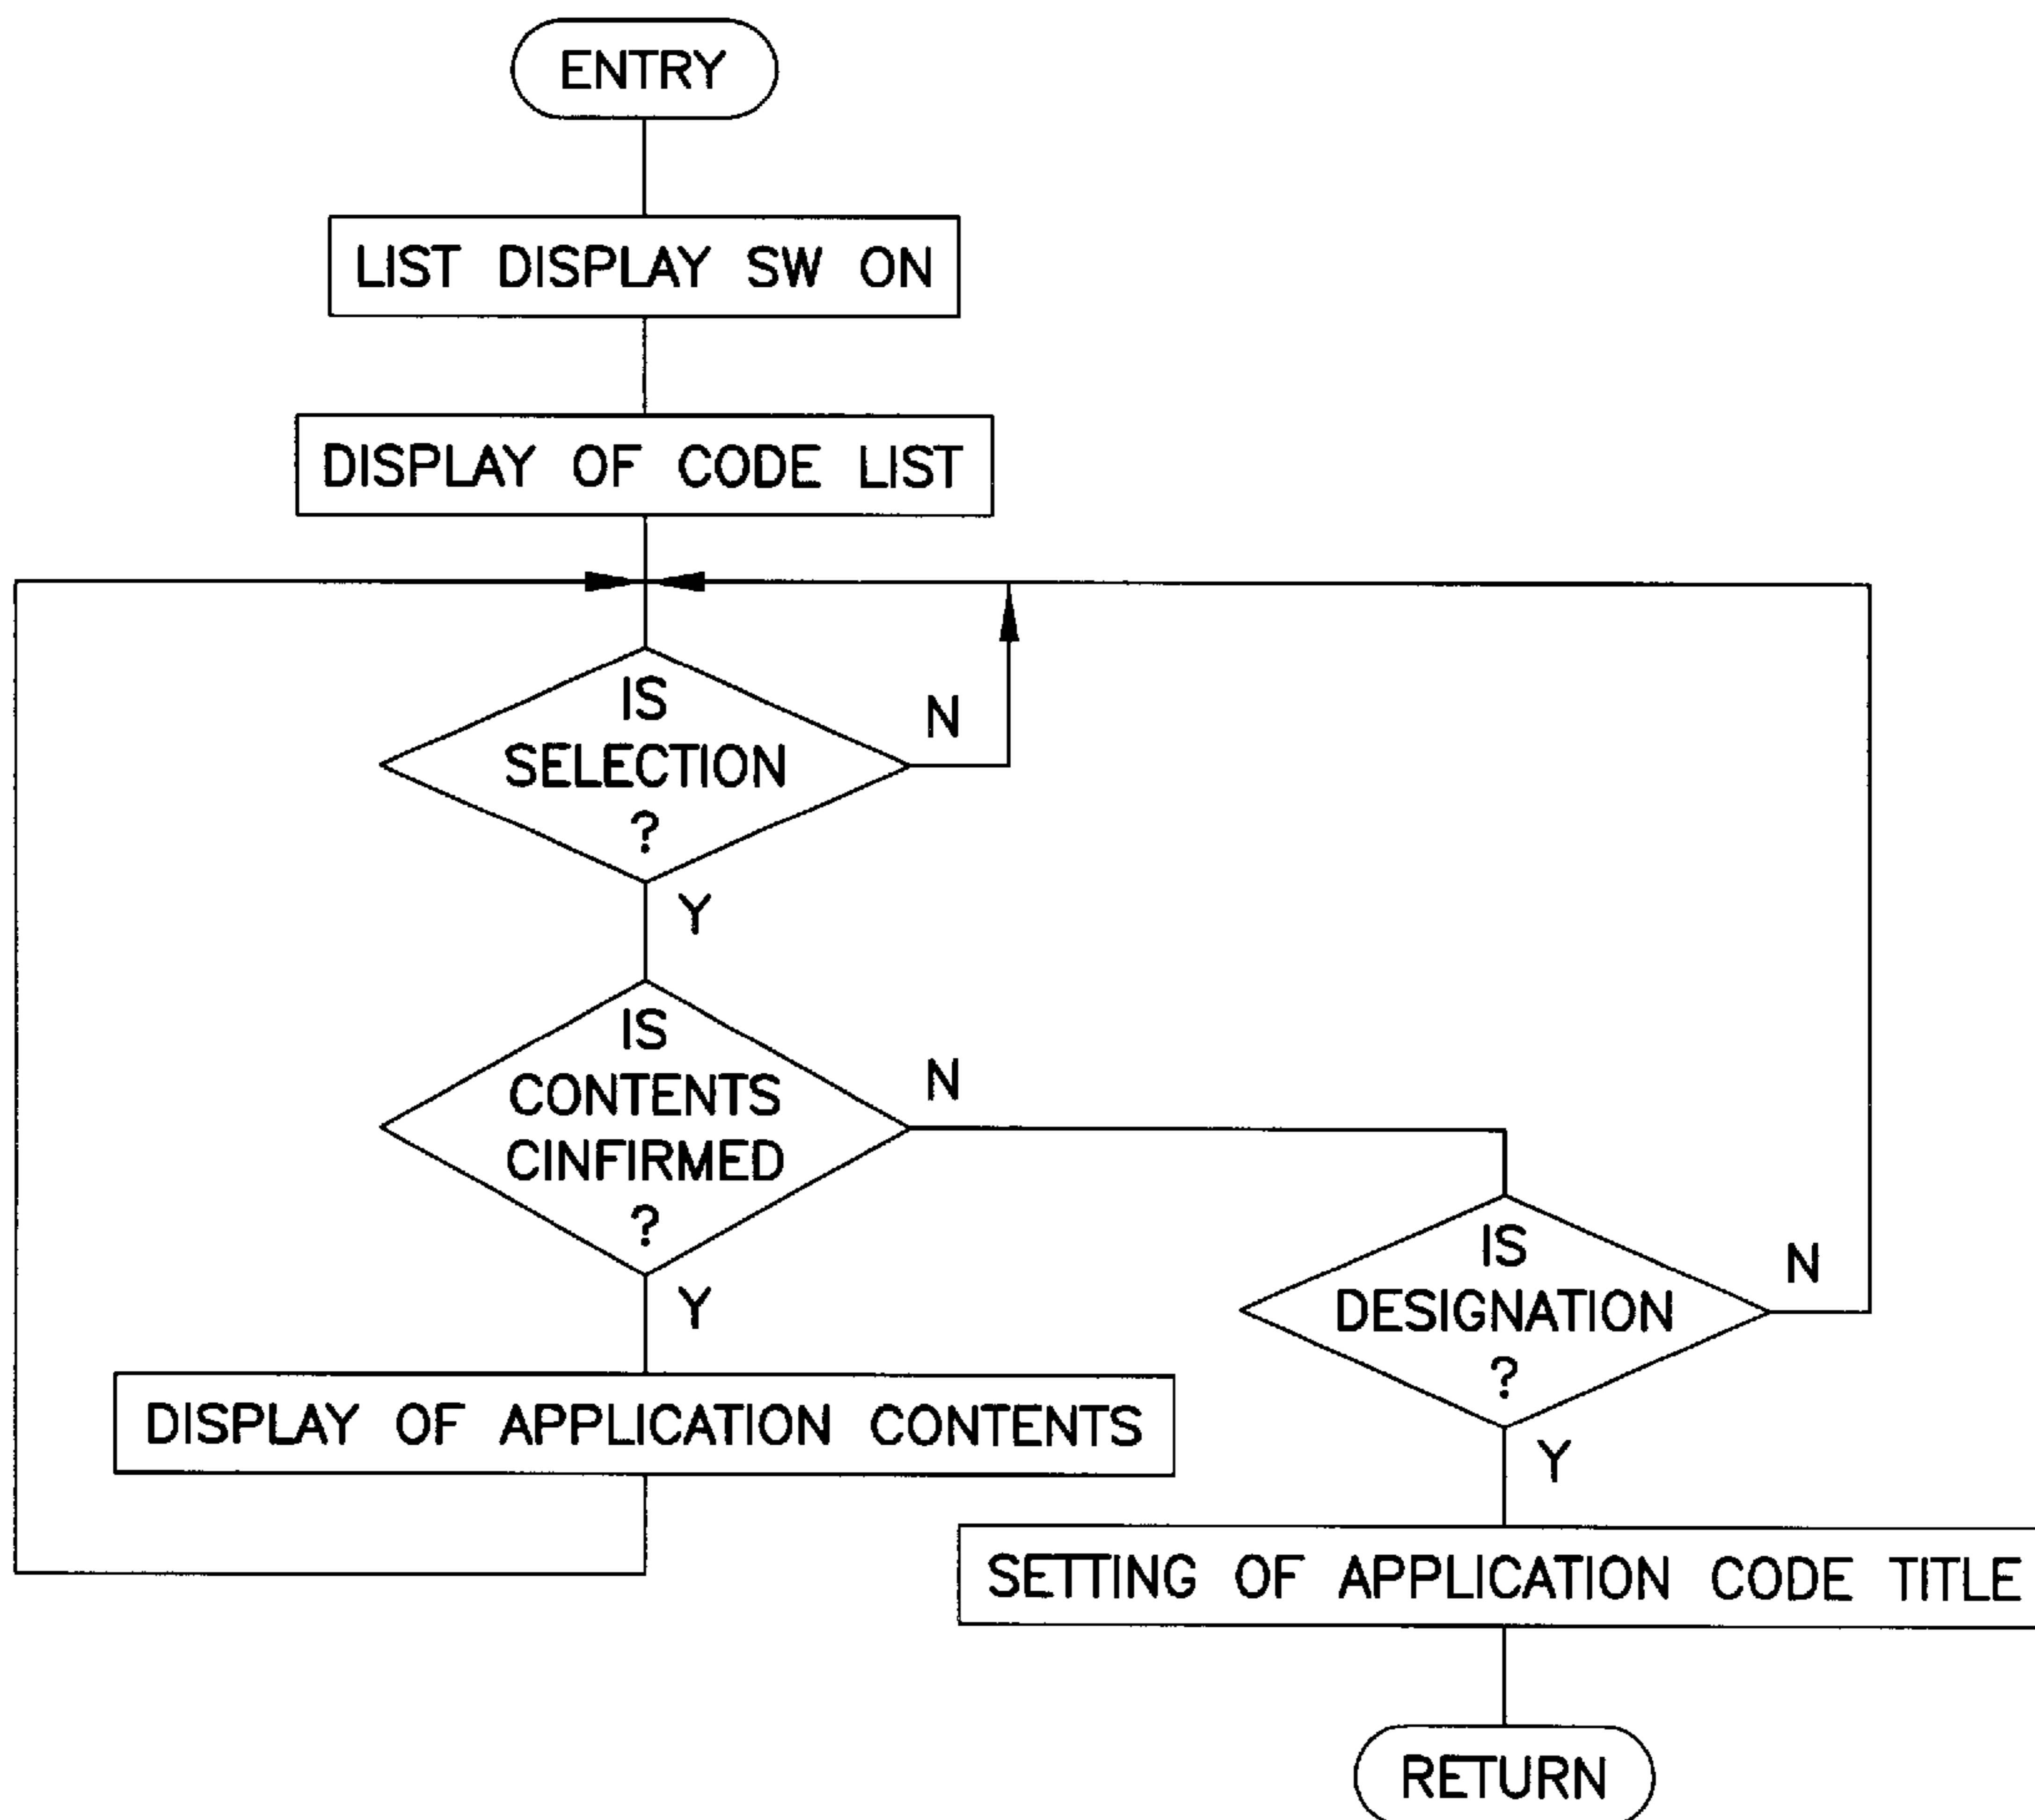 ENTRY
LIST DISPLAY SW ON
DISPLAY OF CODE LIST
IS
SELECTION
?
N
Y
IS
CONTENTS
CINFIRMED
?
N
Y
IS
DESIGNATION
?
N
Y
DISPLAY OF APPLICATION CONTENTS
SETTING OF APPLICATION CODE TITLE
RETURN